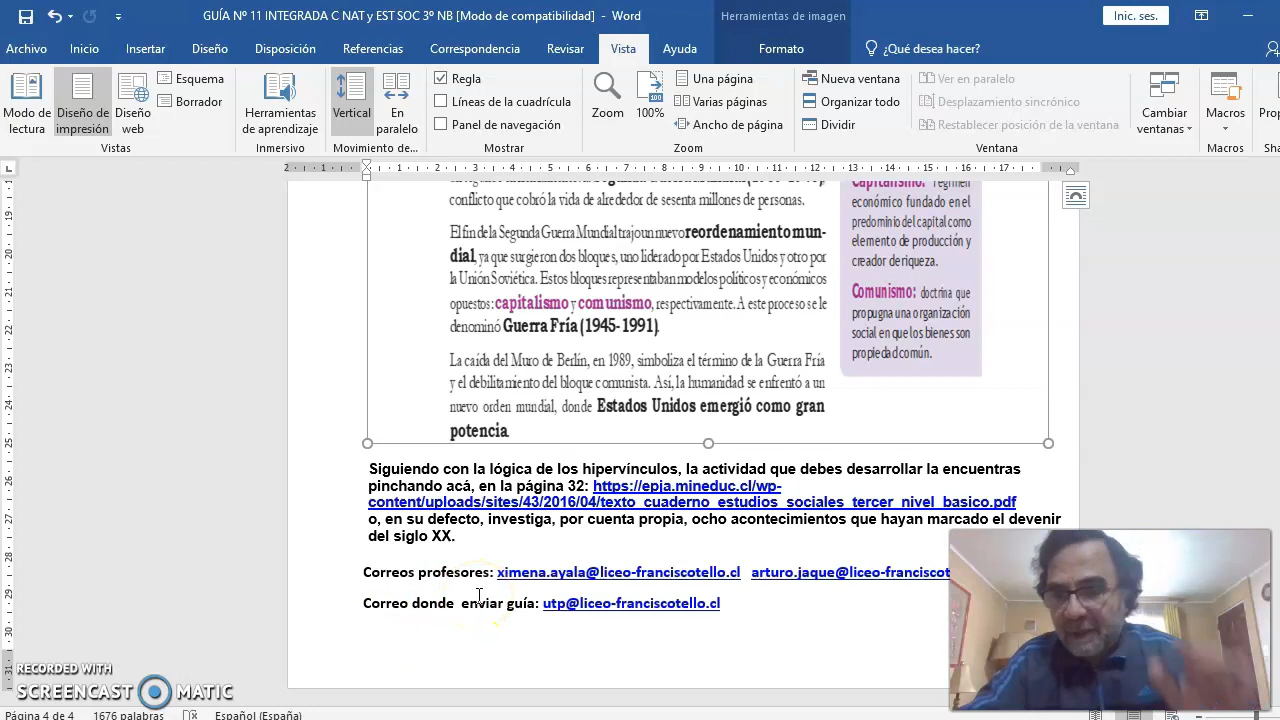 GUÍA Nº 11 INTEGRADA C NAT y EST SOC 3º NB [Modo de compatibilidad] - Word
Herramientas de imagen
Inic. ses.
Archivo Inicio Insertar Diseño Disposición Referencias Correspondencia Revisar Vista Ayuda Formato ¿Qué desea hacer?
Modo de lectura
Diseño de impresión
Diseño web
Esquema
Borrador
Vistas
Herramientas de aprendizaje
Inmersivo
Vertical
En paralelo
Movimiento de...
Regla
Líneas de la cuadrícula
Panel de navegación
Mostrar
Zoom
100%
Una página
Varias páginas
Ancho de página
Zoom
Nueva ventana
Organizar todo
Dividir
Ver en paralelo
Desplazamiento sincrónico
Restablecer posición de la ventana
Ventana
Cambiar ventanas
Macros
Macros
conflicto que cobró la vida de alrededor de sesenta millones de personas.
El fin de la Segunda Guerra Mundial trajo un nuevo reordenamiento mun-
dial, ya que surgieron dos bloques, uno liderado por Estados Unidos y otro por
la Unión Soviética. Estos bloques representaban modelos políticos y económicos
opuestos: capitalismo y comunismo, respectivamente. A este proceso se le
denominó Guerra Fría (1945-1991).
La caída del Muro de Berlín, en 1989, simboliza el término de la Guerra Fría
y el debilitamiento del bloque comunista. Así, la humanidad se enfrentó a un
nuevo orden mundial, donde Estados Unidos emergió como gran
potencia.
Capitalismo: régimen
económico fundado en el
predominio del capital como
elemento de producción y
creador de riqueza.
Comunismo: doctrina que
propugna una organización
social en que los bienes son
propiedad común.
Siguiendo con la lógica de los hipervínculos, la actividad que debes desarrollar la encuentras
pinchando acá, en la página 32: https://epja.mineduc.cl/wp-
content/uploads/sites/43/2016/04/texto_cuaderno_estudios_sociales_tercer_nivel_basico.pdf
o, en su defecto, investiga, por cuenta propia, ocho acontecimientos que hayan marcado el devenir
del siglo XX.
Correos profesores: ximena.ayala@liceo-franciscotello.cl arturo.jaque@liceo-franciscot
Correo donde enviar guía: utp@liceo-franciscotello.cl
RECORDED WITH
SCREENCAST MATIC
Página 4 de 4 1676 palabras Español (España)